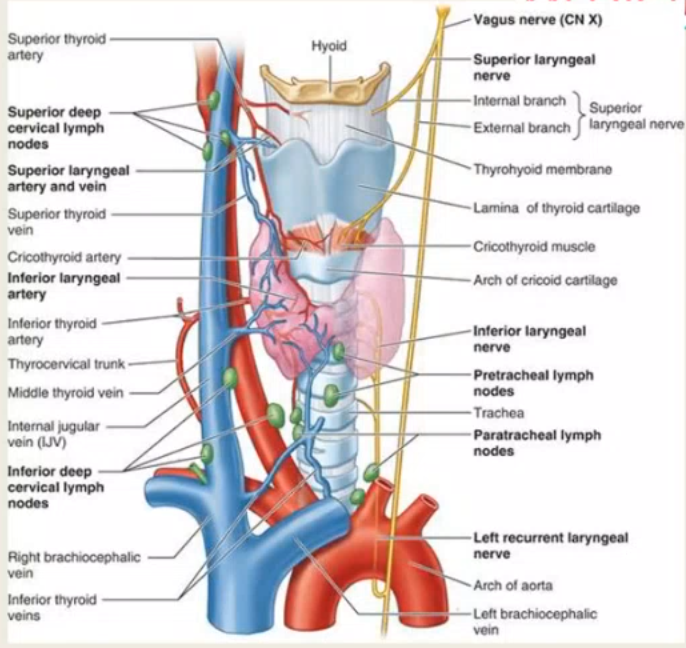 Superior thyroid
artery
Superior deep
cervical lymph
nodes
Superior laryngeal
artery and vein
Superior thyroid
vein
Cricothyroid artery
Inferior laryngeal
artery
Inferior thyroid
artery
Thyrocervical trunk
Middle thyroid vein
Internal jugular
vein (IJV)
Inferior deep
cervical lymph
nodes
Right brachiocephalic
vein
Inferior thyroid
veins
Hyoid
Vagus nerve (CN X)
Superior laryngeal
nerve
Internal branch
External branch
Superior
laryngeal nerve
Thyrohyoid membrane
Lamina of thyroid cartilage
Cricothyroid muscle
Arch of cricoid cartilage
Inferior laryngeal
nerve
Pretracheal lymph
nodes
Trachea
Paratracheal lymph
nodes
Left recurrent laryngeal
nerve
Arch of aorta
Left brachiocephalic
vein